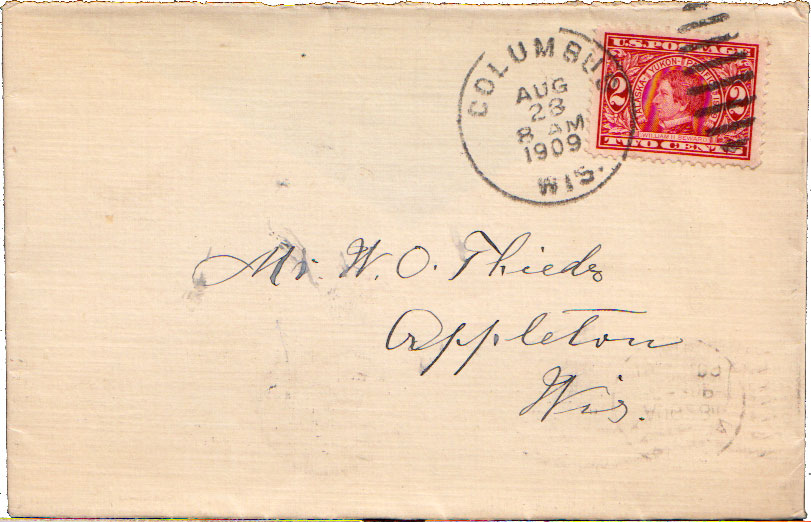 COLUMBUS
AUG
28
8 AM
1909
WIS.
U.S. POSTAGE
ALASKA-YUKON-PACIFIC
2 2
WILLIAM H. SEWARD
TWO CENTS
Mr. W. O. Thiede
Appleton
Wis.